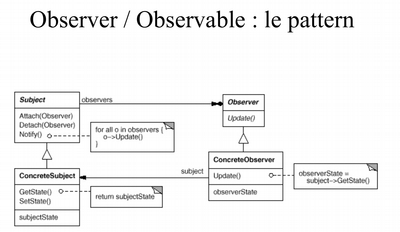 Observer / Observable : le pattern
Subject
observers
Observer
Attach(Observer)
Detach(Observer)
Notify()
for all o in observers {
o->Update()
}
Update()
ConcreteSubject
subject
ConcreteObserver
GetState()
SetState()
return subjectState
Update()
observerState =
subject->GetState()
subjectState
observerState